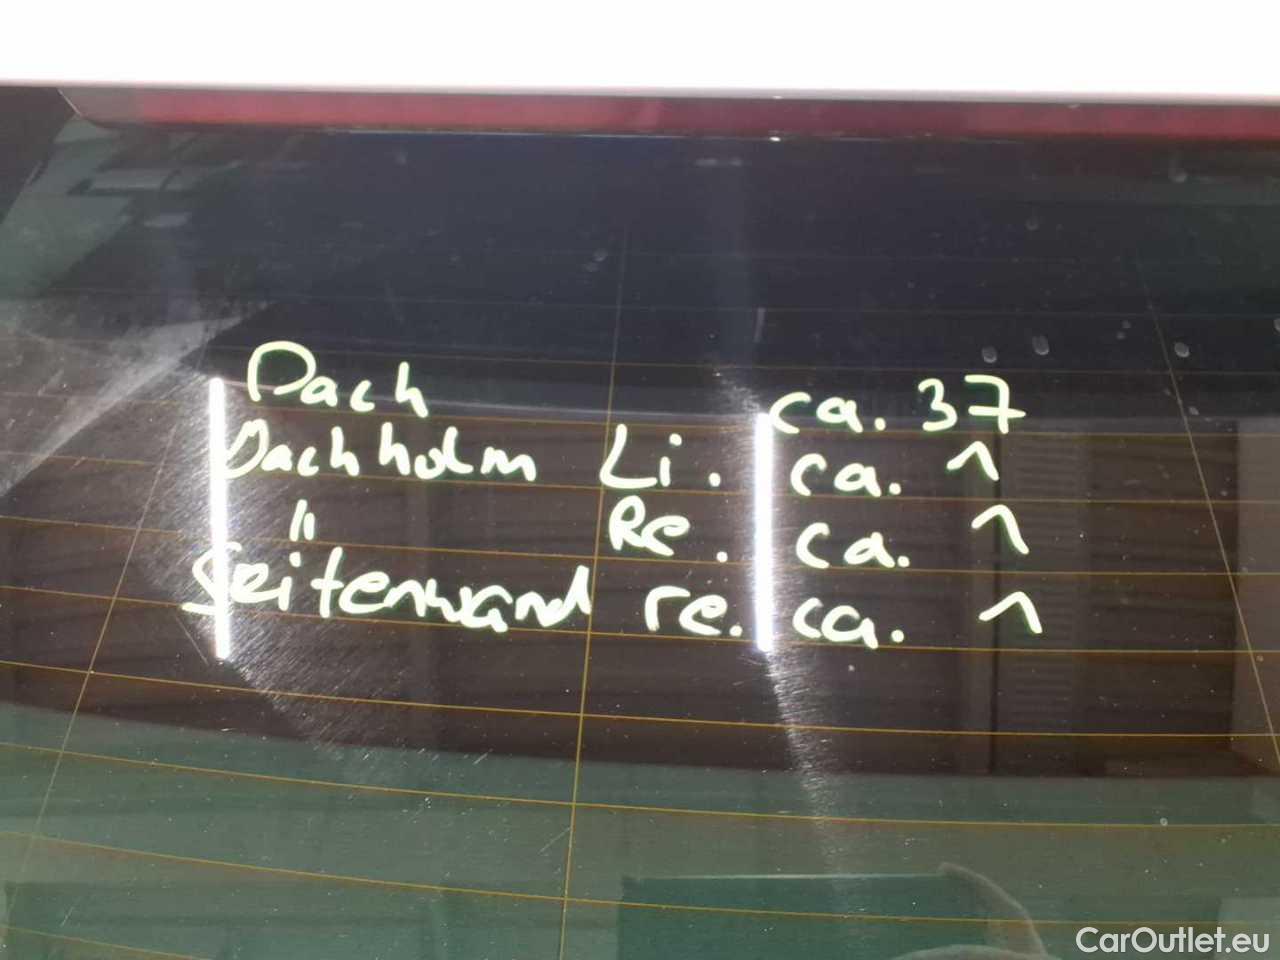 Dach ca. 37
Dachholm Li. ca. 1
" Re. ca. 1
Seitenwand re. ca. 1
CarOutlet.eu